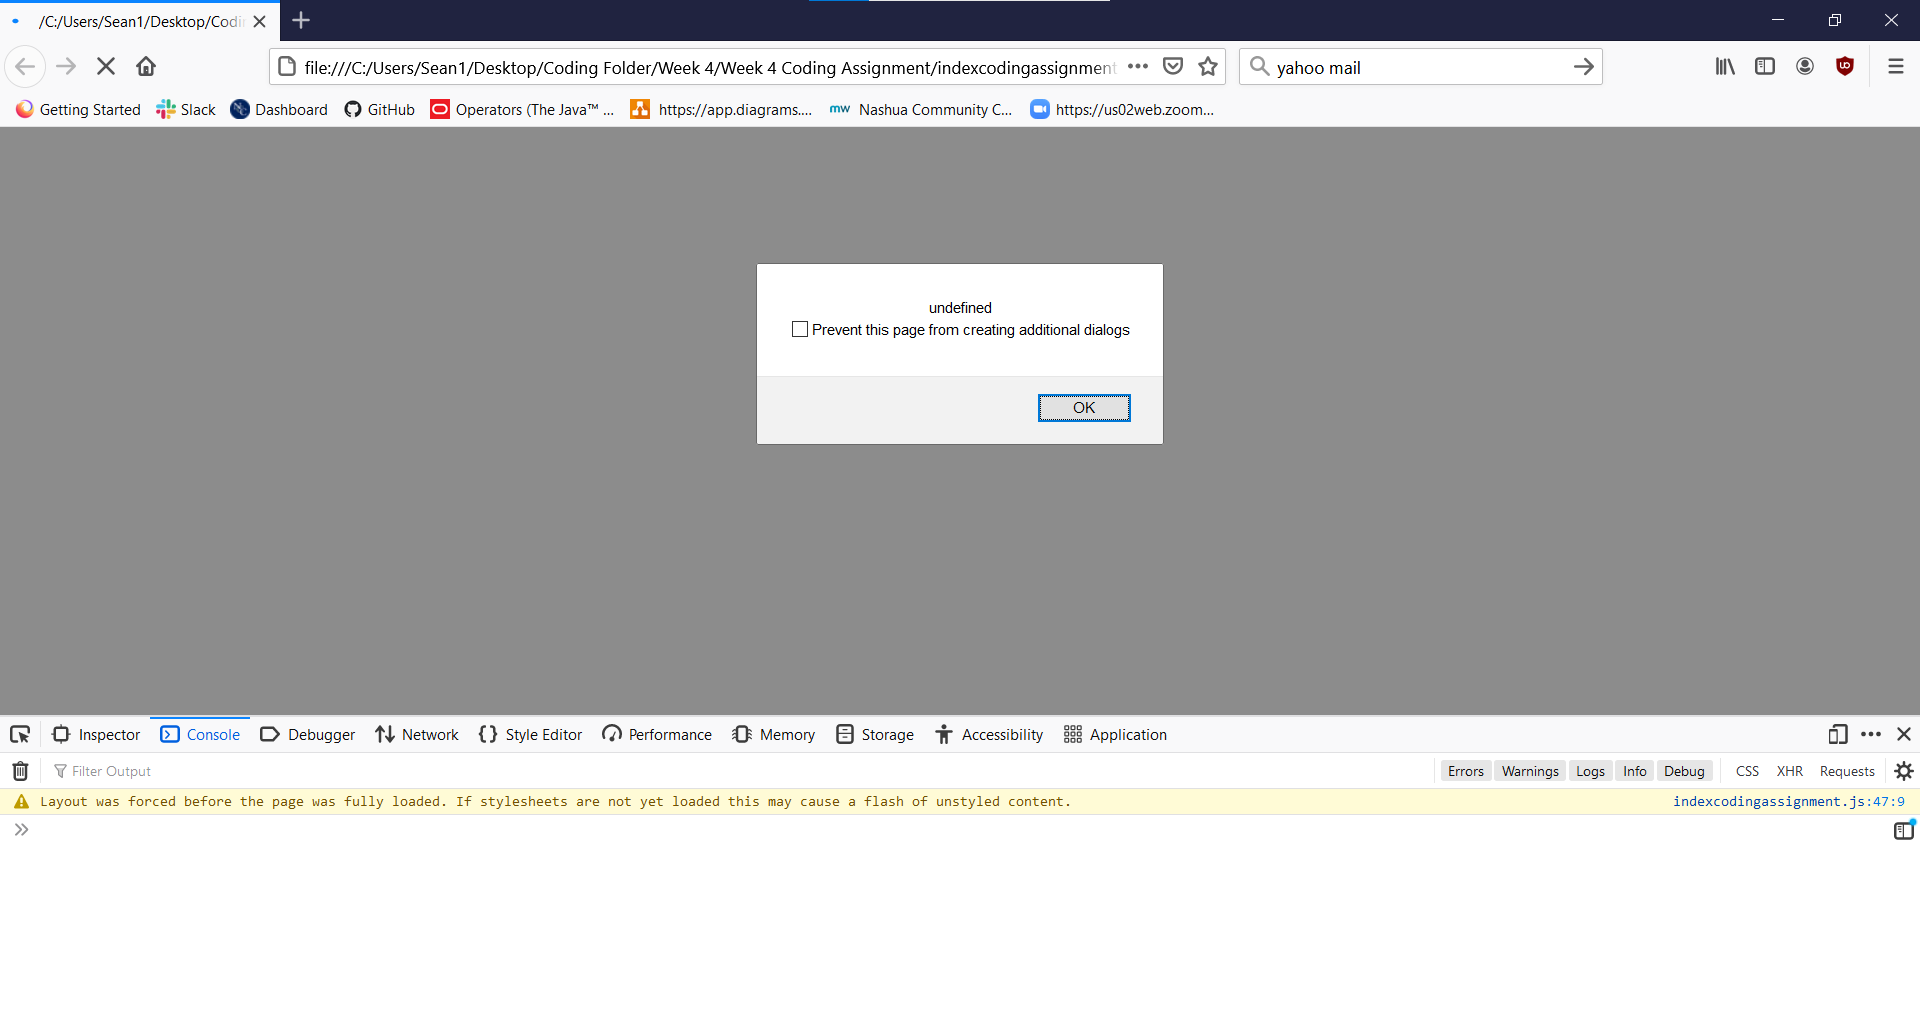 /C:/Users/Sean1/Desktop/Codi
file:///C:/Users/Sean1/Desktop/Coding Folder/Week 4/Week 4 Coding Assignment/indexcodingassignment
yahoo mail
Getting Started Slack Dashboard GitHub Operators (The Java™ ... https://app.diagrams.... mw Nashua Community C... https://us02web.zoom...
undefined
Prevent this page from creating additional dialogs
OK
Inspector Console Debugger Network Style Editor Performance Memory Storage Accessibility Application
Filter Output Errors Warnings Logs Info Debug CSS XHR Requests
Layout was forced before the page was fully loaded. If stylesheets are not yet loaded this may cause a flash of unstyled content. indexcodingassignment.js:47:9